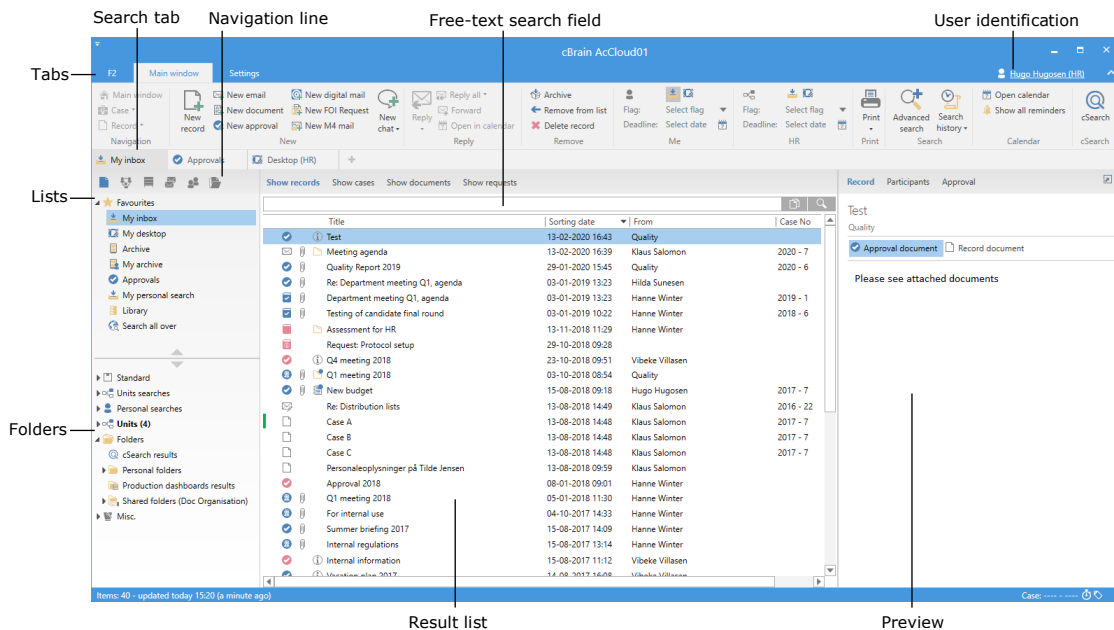 Search tab Navigation line Free-text search field User identification
cBrain AcCloud01
Tabs
F2 Main window Settings Hugo Hugosen (HR)
Main window New email New digital mail Reply all Archive Open calendar
Case New document New FOI Request Forward Remove from list Flag: Select flag Flag: Select flag Show all reminders
Record New approval New M4 mail Open in calendar Delete record Deadline: Select date Deadline: Select date
New record New chat Reply Print Advanced search Search history cSearch
Navigation New Reply Remove Me HR Print Search Calendar cSearch
My inbox Approvals Desktop (HR) +
Show records Show cases Show documents Show requests
Record Participants Approval
Lists
Favourites
My inbox
My desktop
Archive
My archive
Approvals
My personal search
Library
Search all over
Folders
Standard
Units searches
Personal searches
Units (4)
Folders
cSearch results
Personal folders
Production dashboards results
Shared folders (Doc Organisation)
Misc.
Title Sorting date From Case No
Test 13-02-2020 16:43 Quality
Meeting agenda 13-02-2020 16:39 Klaus Salomon 2020 - 7
Quality Report 2019 29-01-2020 15:45 Quality 2020 - 6
Re: Department meeting Q1, agenda 03-01-2019 13:23 Hilda Sunesen
Department meeting Q1, agenda 03-01-2019 13:23 Hanne Winter 2019 - 1
Testing of candidate final round 03-01-2019 10:22 Hanne Winter 2018 - 6
Assessment for HR 13-11-2018 11:29 Hanne Winter
Request: Protocol setup 29-10-2018 09:28
Q4 meeting 2018 23-10-2018 09:51 Vibeke Villasen
Q1 meeting 2018 03-10-2018 08:54 Quality
New budget 15-08-2018 09:18 Hugo Hugosen 2017 - 7
Re: Distribution lists 13-08-2018 14:49 Klaus Salomon 2016 - 22
Case A 13-08-2018 14:48 Klaus Salomon 2017 - 7
Case B 13-08-2018 14:48 Klaus Salomon 2017 - 7
Case C 13-08-2018 14:48 Klaus Salomon 2017 - 7
Personaleoplysninger på Tilde Jensen 13-08-2018 09:59 Klaus Salomon
Approval 2018 08-01-2018 09:01 Hanne Winter
Q1 meeting 2018 05-01-2018 11:30 Hanne Winter
For internal use 04-10-2017 14:33 Hanne Winter
Summer briefing 2017 15-08-2017 14:09 Hanne Winter
Internal regulations 15-08-2017 13:14 Hanne Winter
Internal information 15-08-2017 11:12 Vibeke Villasen
Vacation plan 2017 14-08-2017 16:08 Vibeke Villasen
Test
Quality
Approval document Record document
Please see attached documents
Items: 40 - updated today 15:20 (a minute ago) Case: ---- - ----
Result list Preview